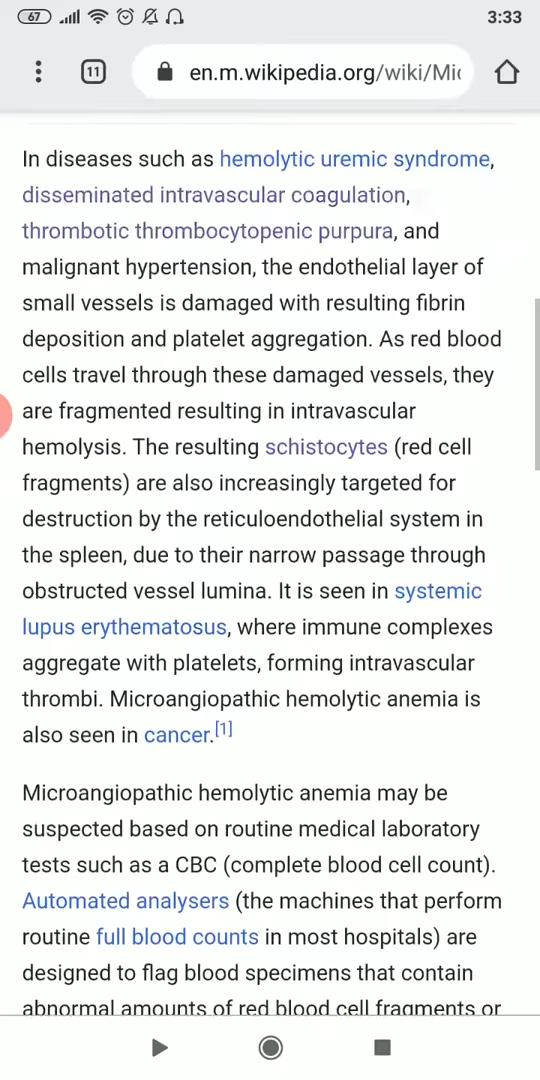 67
3:33
11
en.m.wikipedia.org/wiki/Mic
In diseases such as hemolytic uremic syndrome,
disseminated intravascular coagulation,
thrombotic thrombocytopenic purpura, and
malignant hypertension, the endothelial layer of
small vessels is damaged with resulting fibrin
deposition and platelet aggregation. As red blood
cells travel through these damaged vessels, they
are fragmented resulting in intravascular
hemolysis. The resulting schistocytes (red cell
fragments) are also increasingly targeted for
destruction by the reticuloendothelial system in
the spleen, due to their narrow passage through
obstructed vessel lumina. It is seen in systemic
lupus erythematosus, where immune complexes
aggregate with platelets, forming intravascular
thrombi. Microangiopathic hemolytic anemia is
also seen in cancer.[1]
Microangiopathic hemolytic anemia may be
suspected based on routine medical laboratory
tests such as a CBC (complete blood cell count).
Automated analysers (the machines that perform
routine full blood counts in most hospitals) are
designed to flag blood specimens that contain
abnormal amounts of red blood cell fragments or